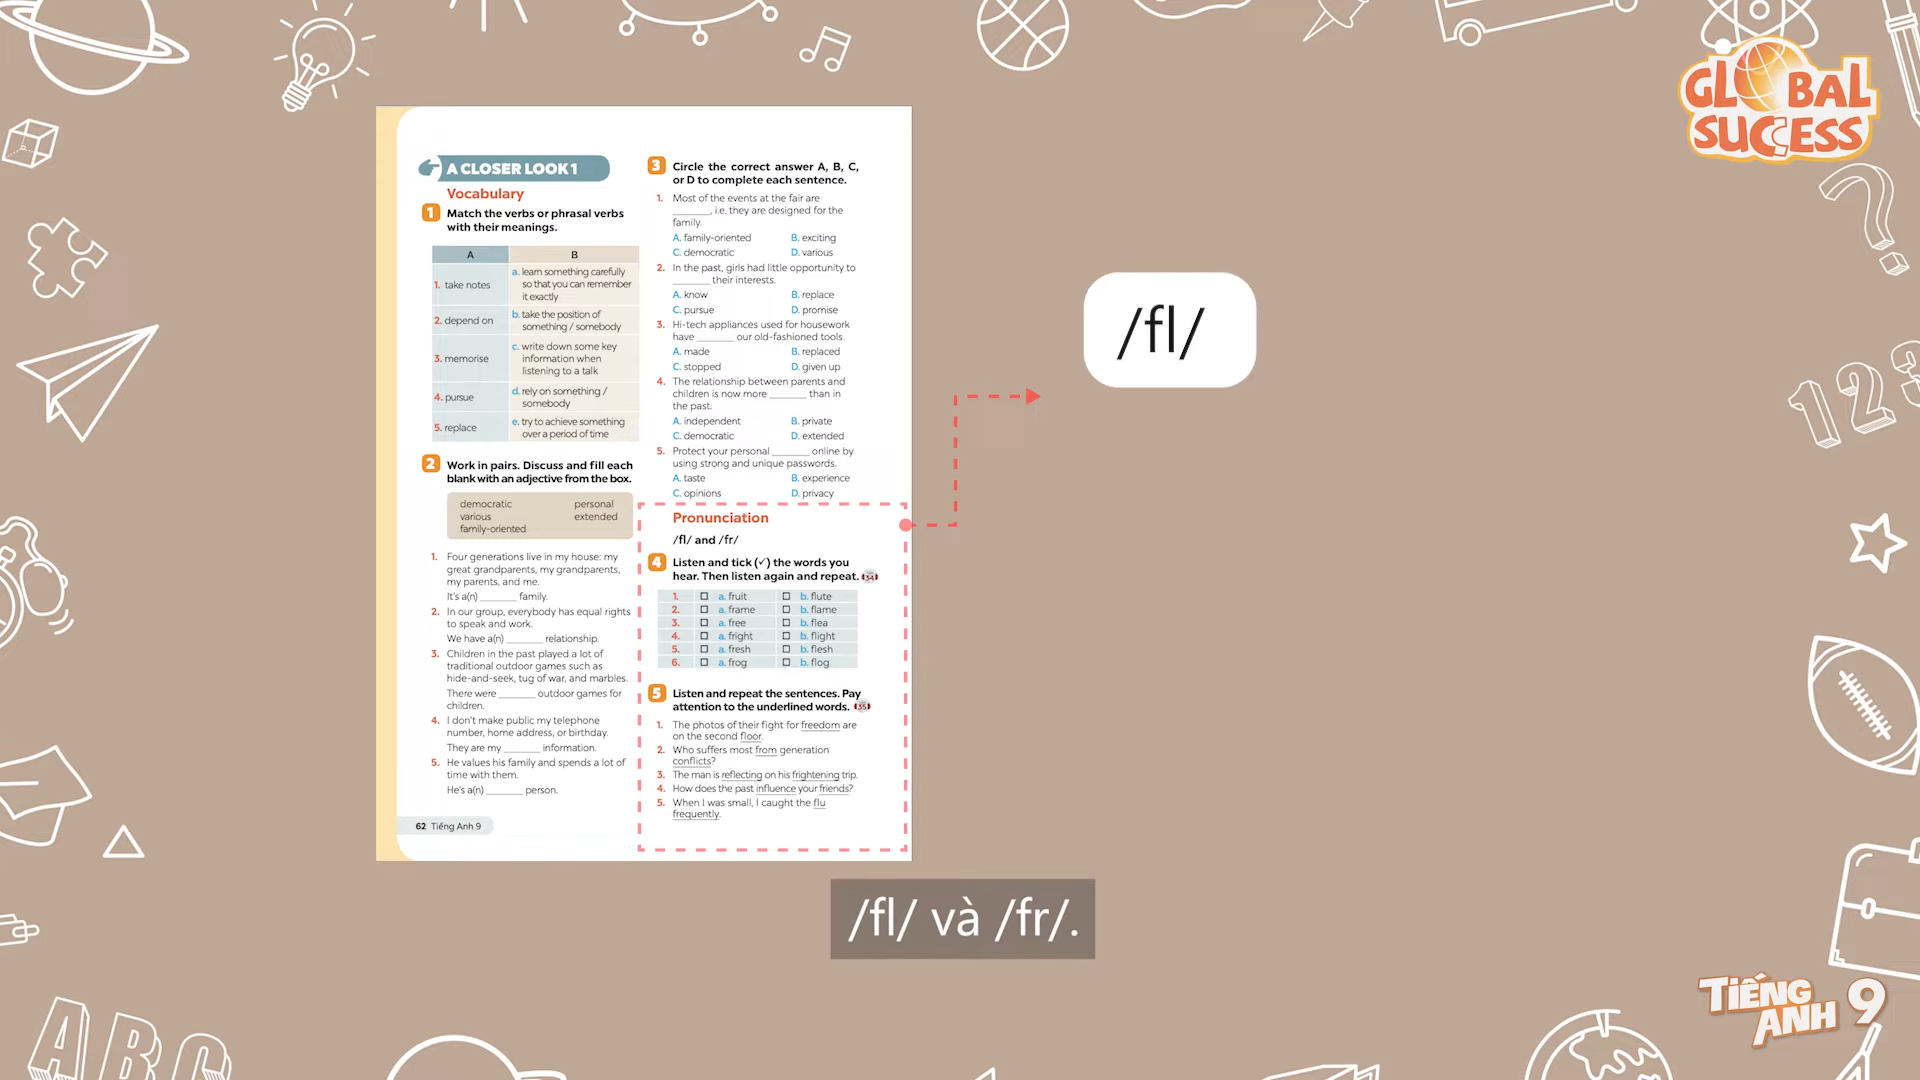 GLOBAL
SUCCESS
A CLOSER LOOK 1
Vocabulary
1 Match the verbs or phrasal verbs
with their meanings.
A B
1. take notes
a. learn something carefully
so that you can remember
it exactly
2. depend on
b. take the position of
something / somebody
3. memorise
c. write down some key
information when
listening to a talk
4. pursue
d. rely on something /
somebody
5. replace
e. try to achieve something
over a period of time
2 Work in pairs. Discuss and fill each
blank with an adjective from the box.
democratic personal
various extended
family-oriented
1. Four generations live in my house: my
great grandparents, my grandparents,
my parents, and me.
It's a(n) _______ family.
2. In our group, everybody has equal rights
to speak and work.
We have a(n) _______ relationship.
3. Children in the past played a lot of
traditional outdoor games such as
hide-and-seek, tug of war, and marbles.
There were _______ outdoor games for
children.
4. I don't make public my telephone
number, home address, or birthday.
They are my _______ information.
5. He values his family and spends a lot of
time with them.
He's a(n) _______ person.
62 Tiếng Anh 9
3 Circle the correct answer A, B, C,
or D to complete each sentence.
1. Most of the events at the fair are
_______, i.e. they are designed for the
family.
A. family-oriented B. exciting
C. democratic D. various
2. In the past, girls had little opportunity to
_______ their interests.
A. know B. replace
C. pursue D. promise
3. Hi-tech appliances used for housework
have _______ our old-fashioned tools.
A. made B. replaced
C. stopped D. given up
4. The relationship between parents and
children is now more _______ than in
the past.
A. independent B. private
C. democratic D. extended
5. Protect your personal _______ online by
using strong and unique passwords.
A. taste B. experience
C. opinions D. privacy
Pronunciation
/fl/ and /fr/
4 Listen and tick (✓) the words you
hear. Then listen again and repeat.
1. ☐ a. fruit ☐ b. flute
2. ☐ a. frame ☐ b. flame
3. ☐ a. free ☐ b. flea
4. ☐ a. fright ☐ b. flight
5. ☐ a. fresh ☐ b. flesh
6. ☐ a. frog ☐ b. flog
5 Listen and repeat the sentences. Pay
attention to the underlined words.
1. The photos of their fight for freedom are
on the second floor.
2. Who suffers most from generation
conflicts?
3. The man is reflecting on his frightening trip.
4. How does the past influence your friends?
5. When I was small, I caught the flu
frequently.
/fl/
/fl/ và /fr/.
123
ABC
TIẾNG
ANH 9